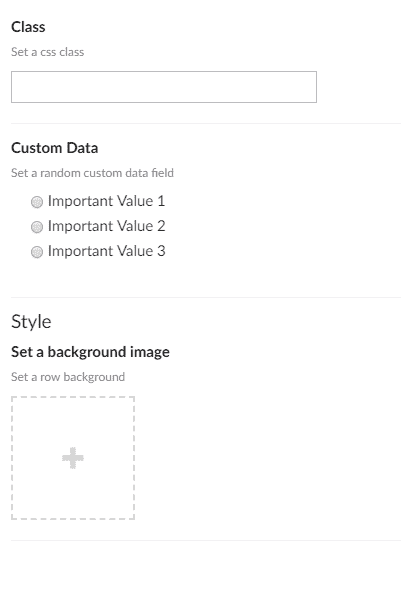 Class
Set a css class
Custom Data
Set a random custom data field
Important Value 1
Important Value 2
Important Value 3
Style
Set a background image
Set a row background